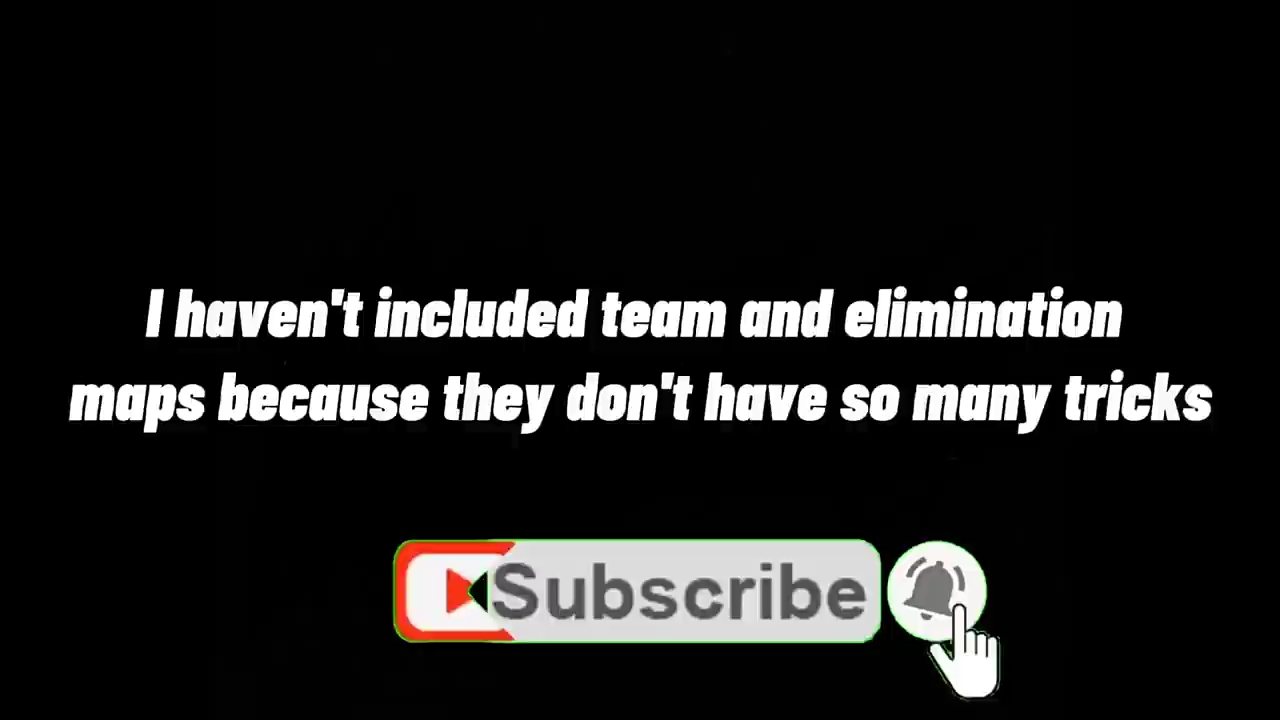 I haven't included team and elimination
maps because they don't have so many tricks
Subscribe